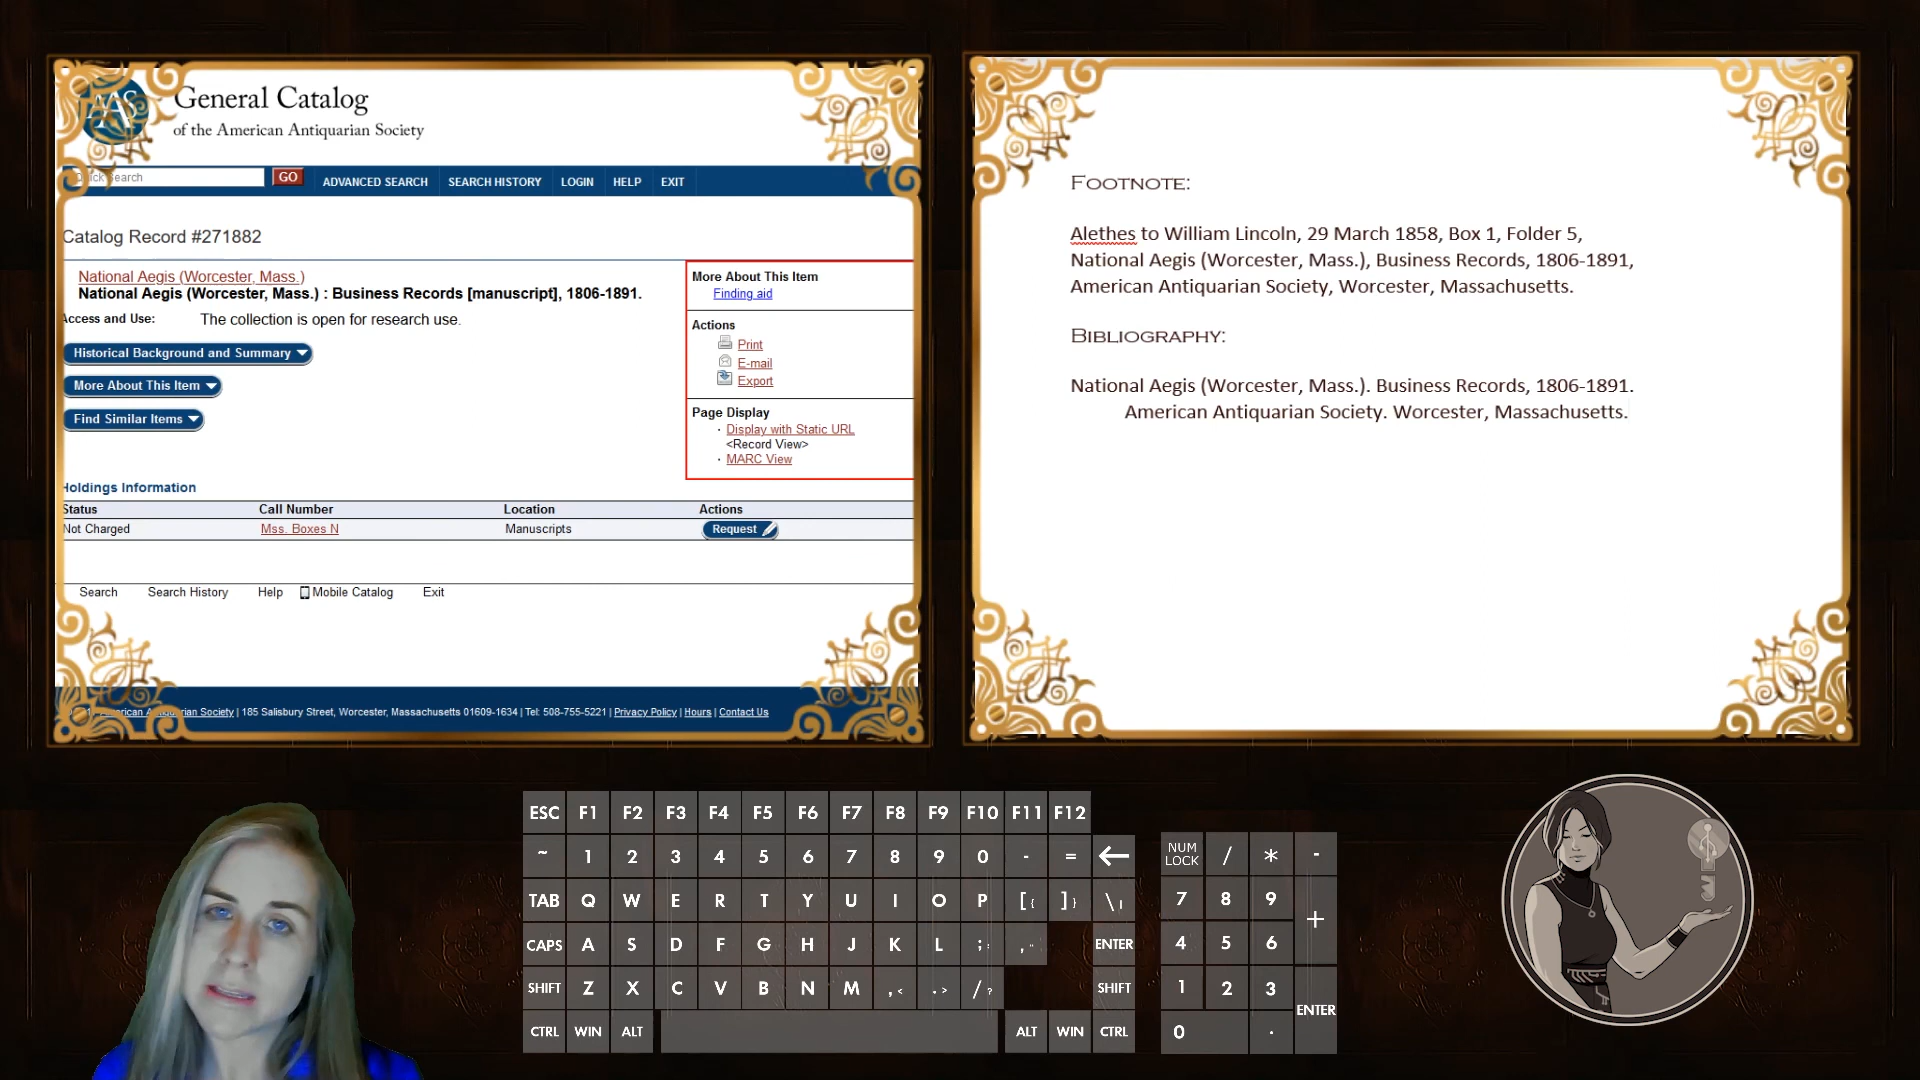 AAS
General Catalog
of the American Antiquarian Society
Quick Search
GO
ADVANCED SEARCH
SEARCH HISTORY
LOGIN
HELP
EXIT
Catalog Record #271882
National Aegis (Worcester, Mass.)
National Aegis (Worcester, Mass.) : Business Records [manuscript], 1806-1891.
Access and Use:
The collection is open for research use.
Historical Background and Summary
More About This Item
Find Similar Items
More About This Item
Finding aid
Actions
Print
E-mail
Export
Page Display
· Display with Static URL
<Record View>
· MARC View
Holdings Information
Status Call Number Location Actions
Not Charged Mss. Boxes N Manuscripts Request
Search Search History Help Mobile Catalog Exit
American Antiquarian Society | 185 Salisbury Street, Worcester, Massachusetts 01609-1634 | Tel: 508-755-5221 | Privacy Policy | Hours | Contact Us
Footnote:
Alethes to William Lincoln, 29 March 1858, Box 1, Folder 5,
National Aegis (Worcester, Mass.), Business Records, 1806-1891,
American Antiquarian Society, Worcester, Massachusetts.
Bibliography:
National Aegis (Worcester, Mass.). Business Records, 1806-1891.
American Antiquarian Society. Worcester, Massachusetts.
ESC F1 F2 F3 F4 F5 F6 F7 F8 F9 F10 F11 F12
~ 1 2 3 4 5 6 7 8 9 0 - = ←
TAB Q W E R T Y U I O P [{ ]} \|
CAPS A S D F G H J K L ;: ," ENTER
SHIFT Z X C V B N M ,< .> /? SHIFT
CTRL WIN ALT ALT WIN CTRL
NUM LOCK / * -
7 8 9 +
4 5 6
1 2 3 ENTER
0 .